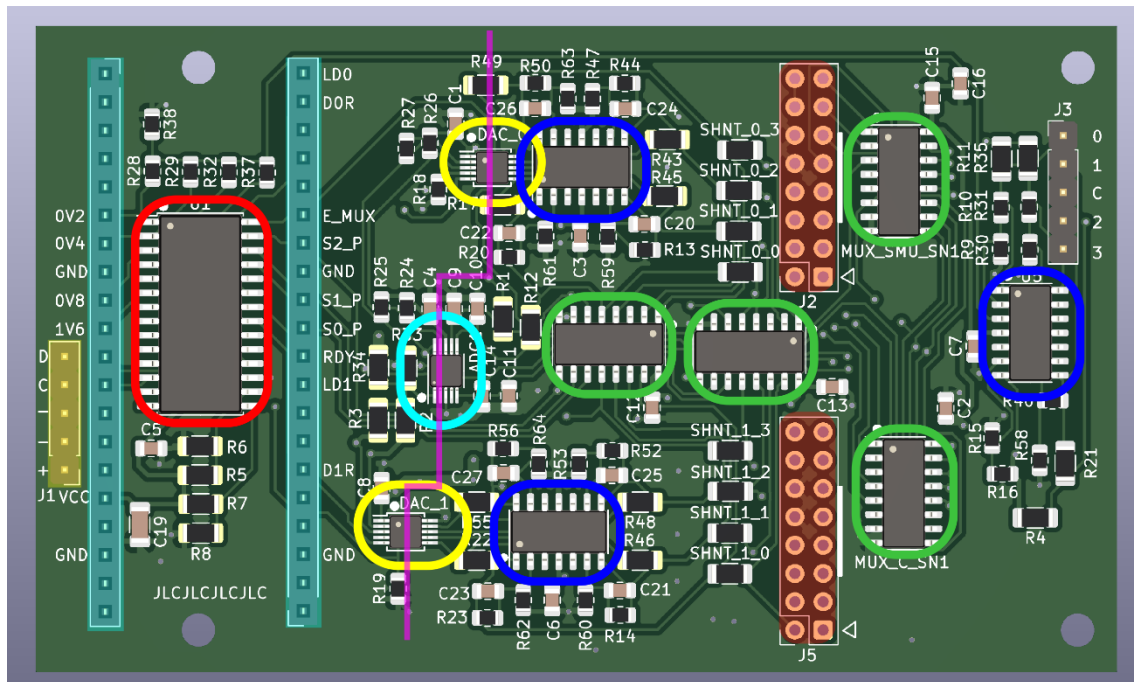 LD0
D0R
E_MUX
S2_P
GND
S1_P
S0_P
RDY
LD1
D1R
GND
0V2
0V4
GND
0V8
1V6
D
C
-
-
+
J1
VCC
GND
R38
R28
R29
R32
R37
C5
C19
R6
R5
R7
R8
JLCJLCJLCJLC
R49
R50
R63
R47
R44
C26
C24
C1
R26
R27
R18
R17
R43
R45
C22
R20
R61
C3
R59
C20
R13
R25
R24
C4
C9
C10
R1
R12
R34
R3
C14
C11
C13
R56
R64
R53
R52
C25
C27
C8
DAC_1
R48
R46
R19
C23
R23
R62
C6
R60
C21
R14
SHNT_0_3
SHNT_0_2
SHNT_0_1
SHNT_0_0
SHNT_1_3
SHNT_1_2
SHNT_1_1
SHNT_1_0
J2
J5
MUX_SMU_SN1
MUX_C_SN1
C15
C16
J3
0
1
C
2
3
R11
R35
R10
R31
R9
R30
C7
C2
R15
R58
R16
R21
R4